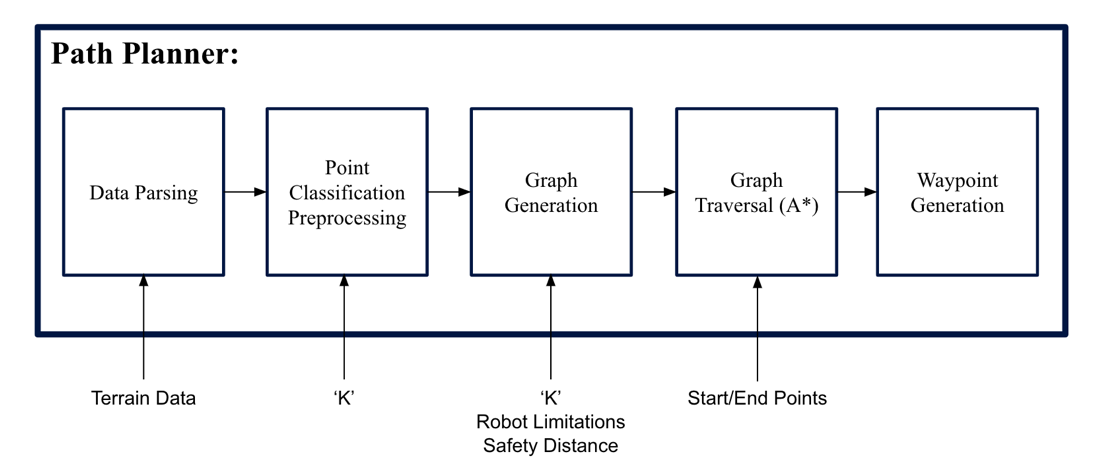 Path Planner:
Data Parsing
Point
Classification
Preprocessing
Graph
Generation
Graph
Traversal (A*)
Waypoint
Generation
Terrain Data
‘K’
‘K’
Robot Limitations
Safety Distance
Start/End Points